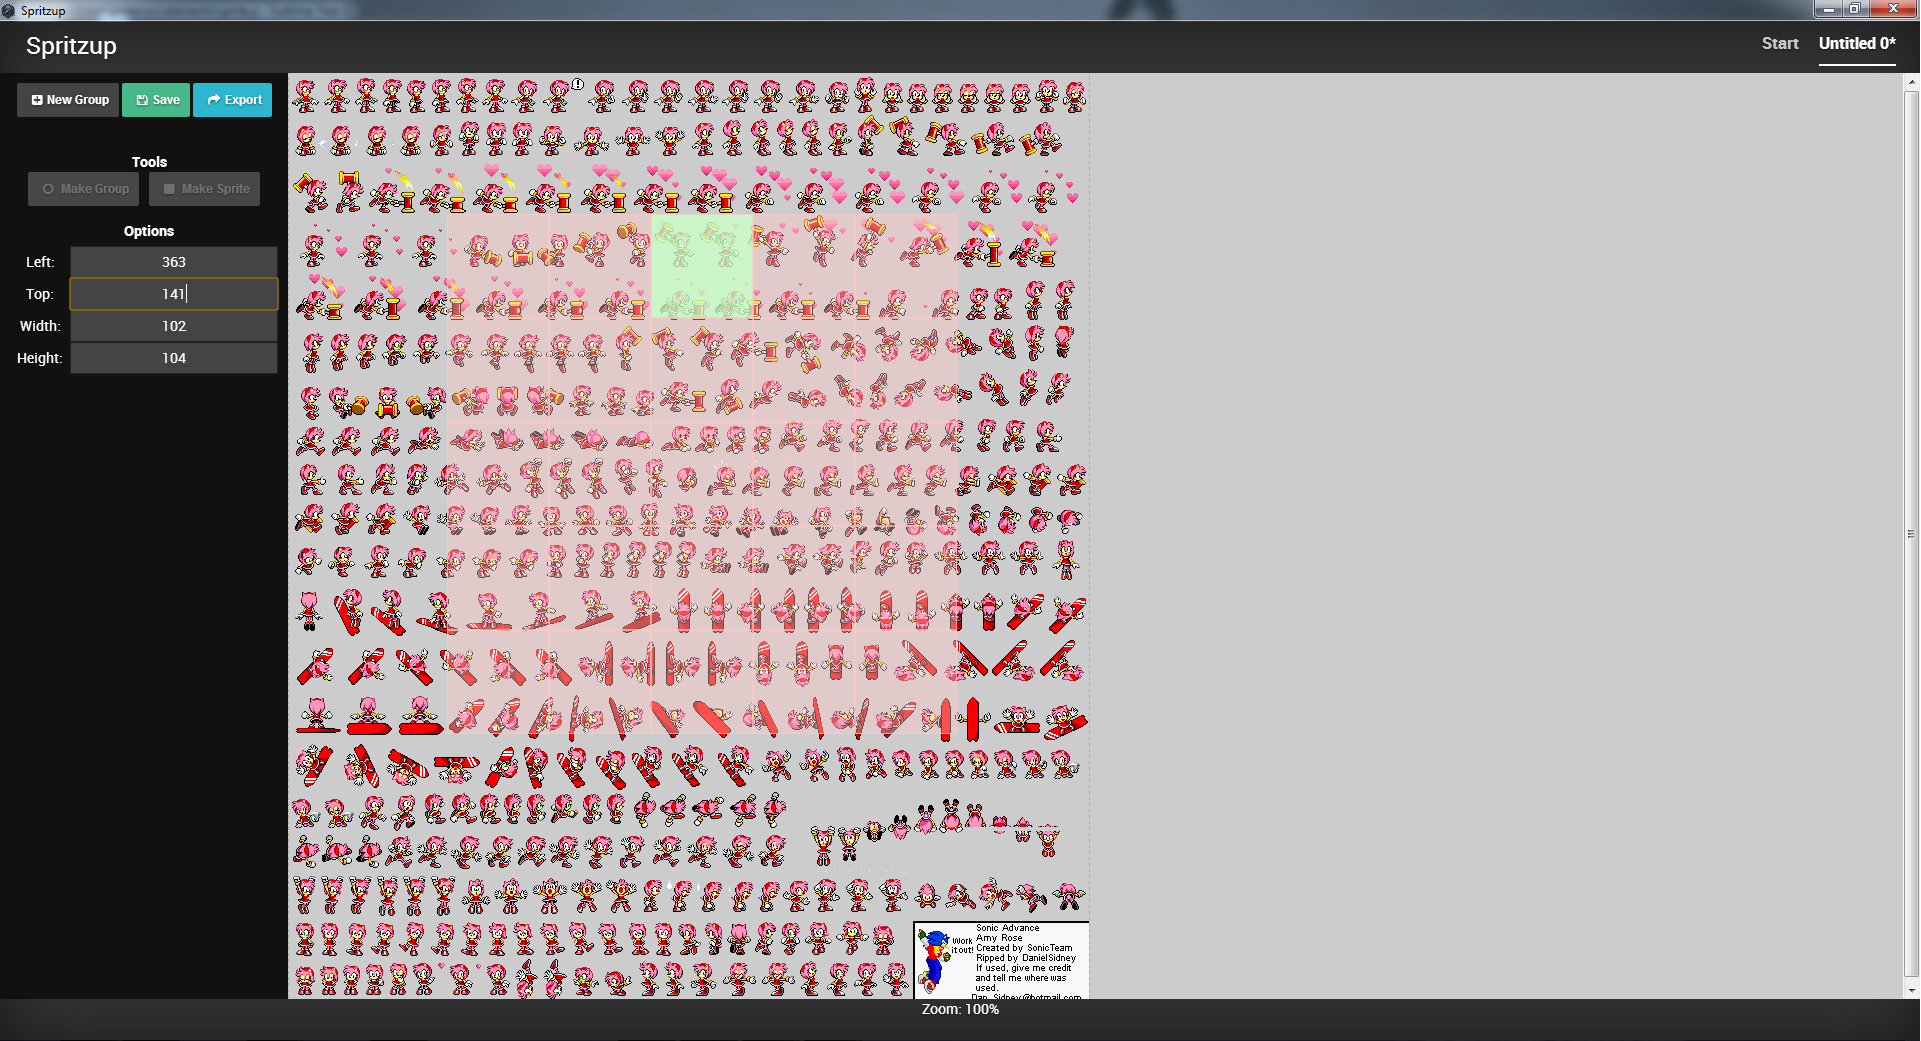 Spritzup
Spritzup
Start
Untitled 0*
New Group
Save
Export
Tools
Make Group
Make Sprite
Options
Left: 363
Top: 141
Width: 102
Height: 104
!
Work it out!
Sonic Advance
Amy Rose
Created by SonicTeam
Ripped by DanielSidney
If used, give me credit
and tell me where was
used.
Dan_Sidney@hotmail.com
Zoom: 100%